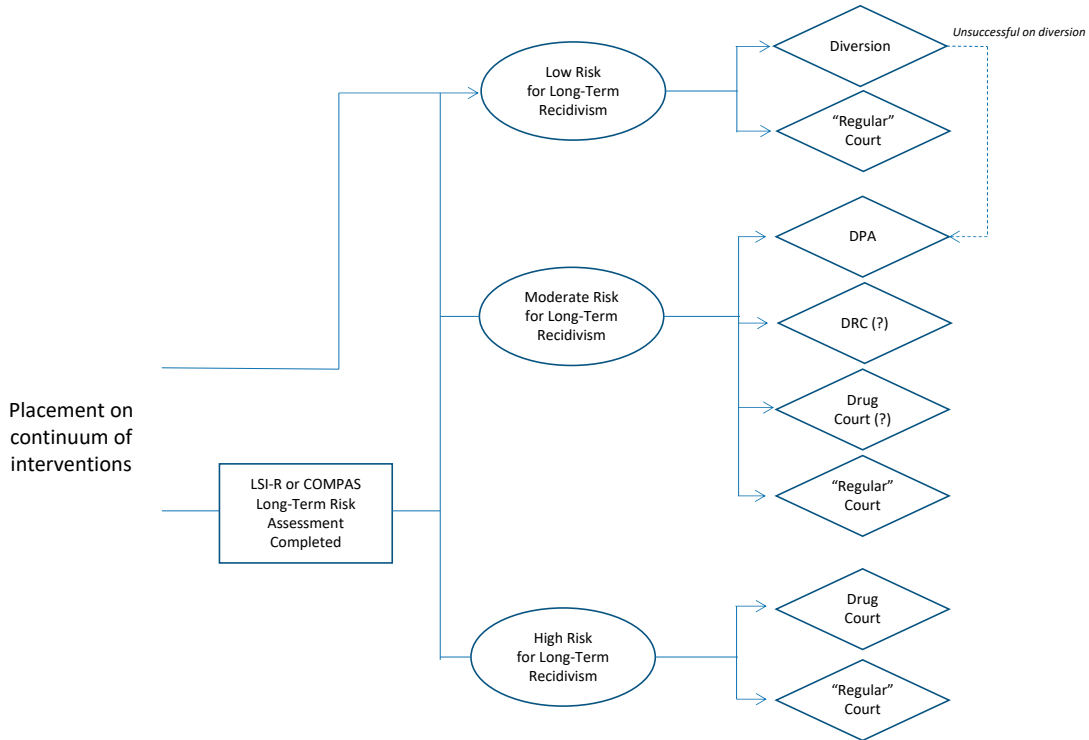 Placement on
continuum of
interventions
LSI-R or COMPAS
Long-Term Risk
Assessment
Completed
Low Risk
for Long-Term
Recidivism
Diversion
Unsuccessful on diversion
“Regular”
Court
Moderate Risk
for Long-Term
Recidivism
DPA
DRC (?)
Drug
Court (?)
“Regular”
Court
High Risk
for Long-Term
Recidivism
Drug
Court
“Regular”
Court